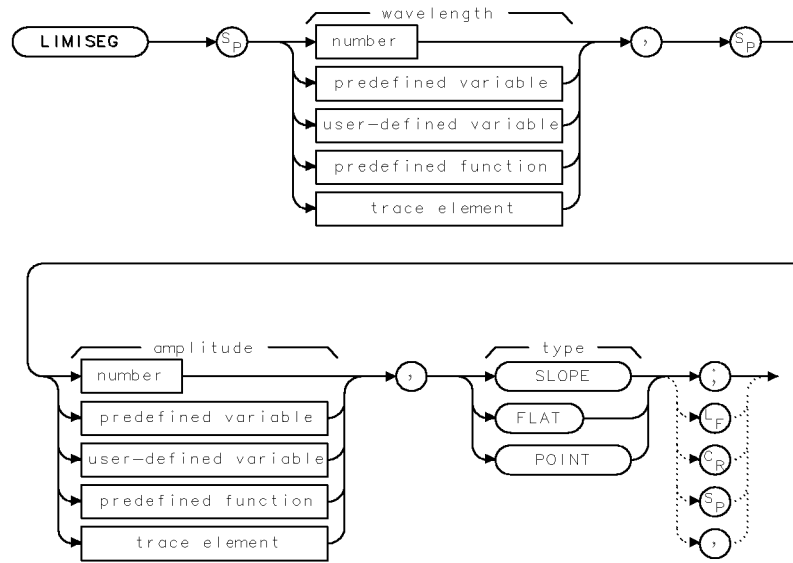 wavelength
LIMISEG SP number , SP
predefined variable
user-defined variable
predefined function
trace element
amplitude type
number , SLOPE ;
predefined variable FLAT LF
user-defined variable POINT CR
predefined function SP
trace element ,